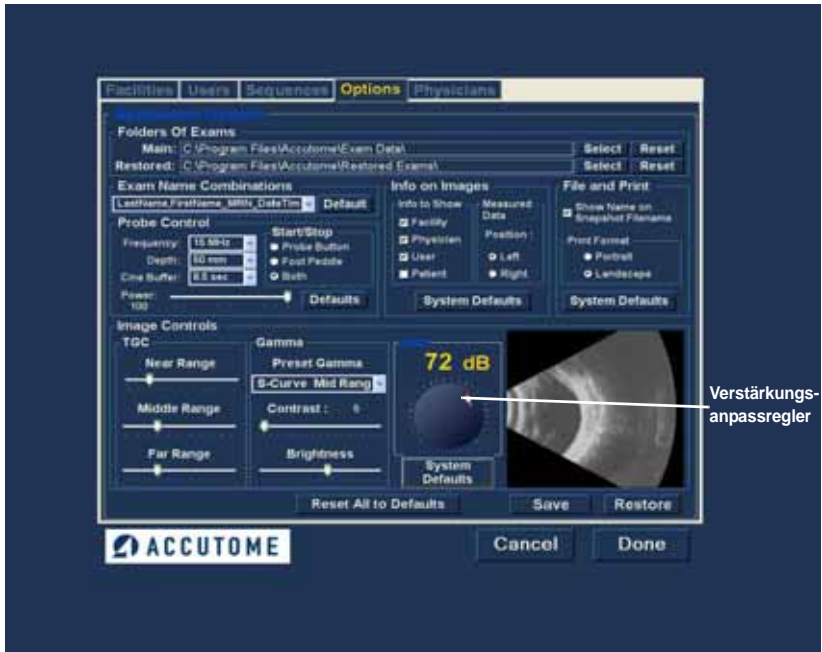 Facilities Users Sequences Options Physicians
Folders Of Exams
Main: C:\Program Files\Accutome\Exam Data\ Select Reset
Restored: C:\Program Files\Accutome\Restored Exams\ Select Reset
Exam Name Combinations
LastName,FirstName_MRN_DateTim Default
Probe Control
Frequency: 15 MHz
Depth: 60 mm
Cine Buffer: 8.5 sec
Power: 100
Start/Stop
Probe Button
Foot Peddle
Both
Defaults
Info on Images
Info to Show
Facility
Physician
User
Patient
Measured
Data
Position :
Left
Right
System Defaults
File and Print
Show Name on
Snapshot Filename
Print Format
Portrait
Landscape
System Defaults
Image Controls
TGC
Near Range
Middle Range
Far Range
Gamma
Preset Gamma
S-Curve Mid Rang
Contrast :
Brightness
72 dB
System
Defaults
Verstärkungs-
anpassregler
Reset All to Defaults Save Restore
ACCUTOME
Cancel Done